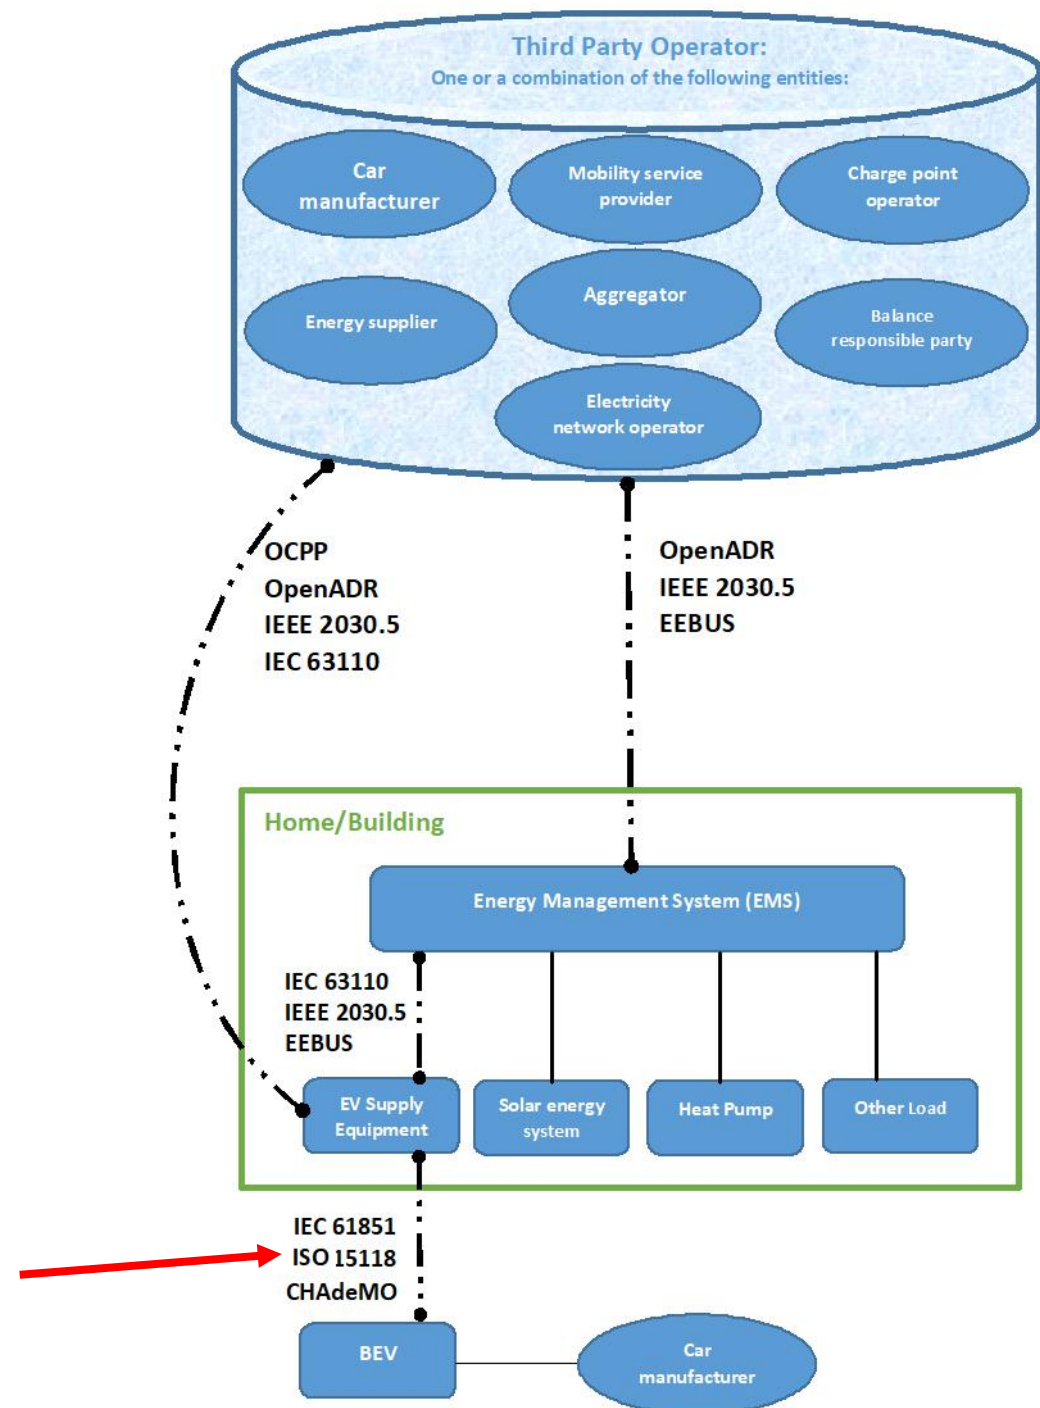 Third Party Operator:
One or a combination of the following entities:
Car
manufacturer
Mobility service
provider
Charge point
operator
Energy supplier
Aggregator
Balance
responsible party
Electricity
network operator
OCPP
OpenADR
IEEE 2030.5
IEC 63110
OpenADR
IEEE 2030.5
EEBUS
Home/Building
Energy Management System (EMS)
IEC 63110
IEEE 2030.5
EEBUS
EV Supply
Equipment
Solar energy
system
Heat Pump
Other Load
IEC 61851
ISO 15118
CHAdeMO
BEV
Car
manufacturer